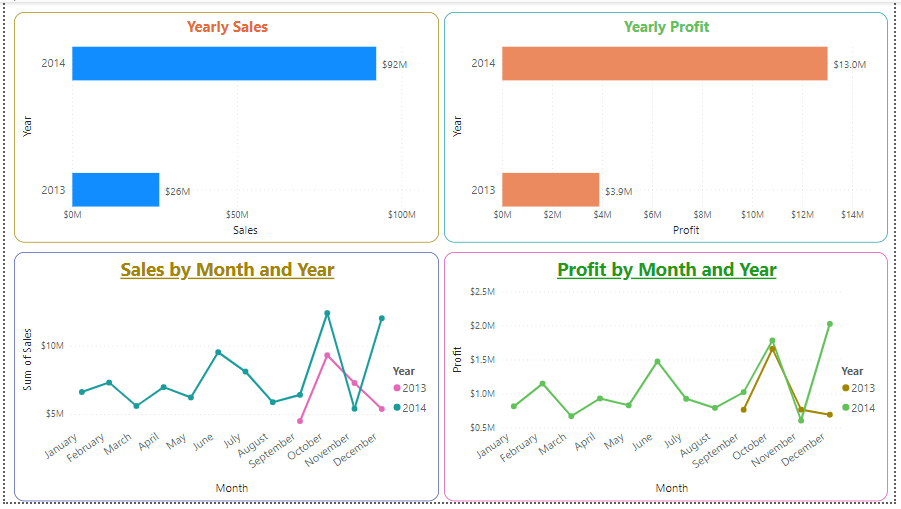 Yearly Sales
2014
$92M
Year
2013
$26M
$0M $50M $100M
Sales
Yearly Profit
2014
$13.0M
Year
2013
$3.9M
$0M $2M $4M $6M $8M $10M $12M $14M
Profit
Sales by Month and Year
Sum of Sales
$10M
$5M
Year
2013
2014
January February March April May June July August September October November December
Month
Profit by Month and Year
Profit
$2.5M
$2.0M
$1.5M
$1.0M
$0.5M
Year
2013
2014
January February March April May June July August September October November December
Month